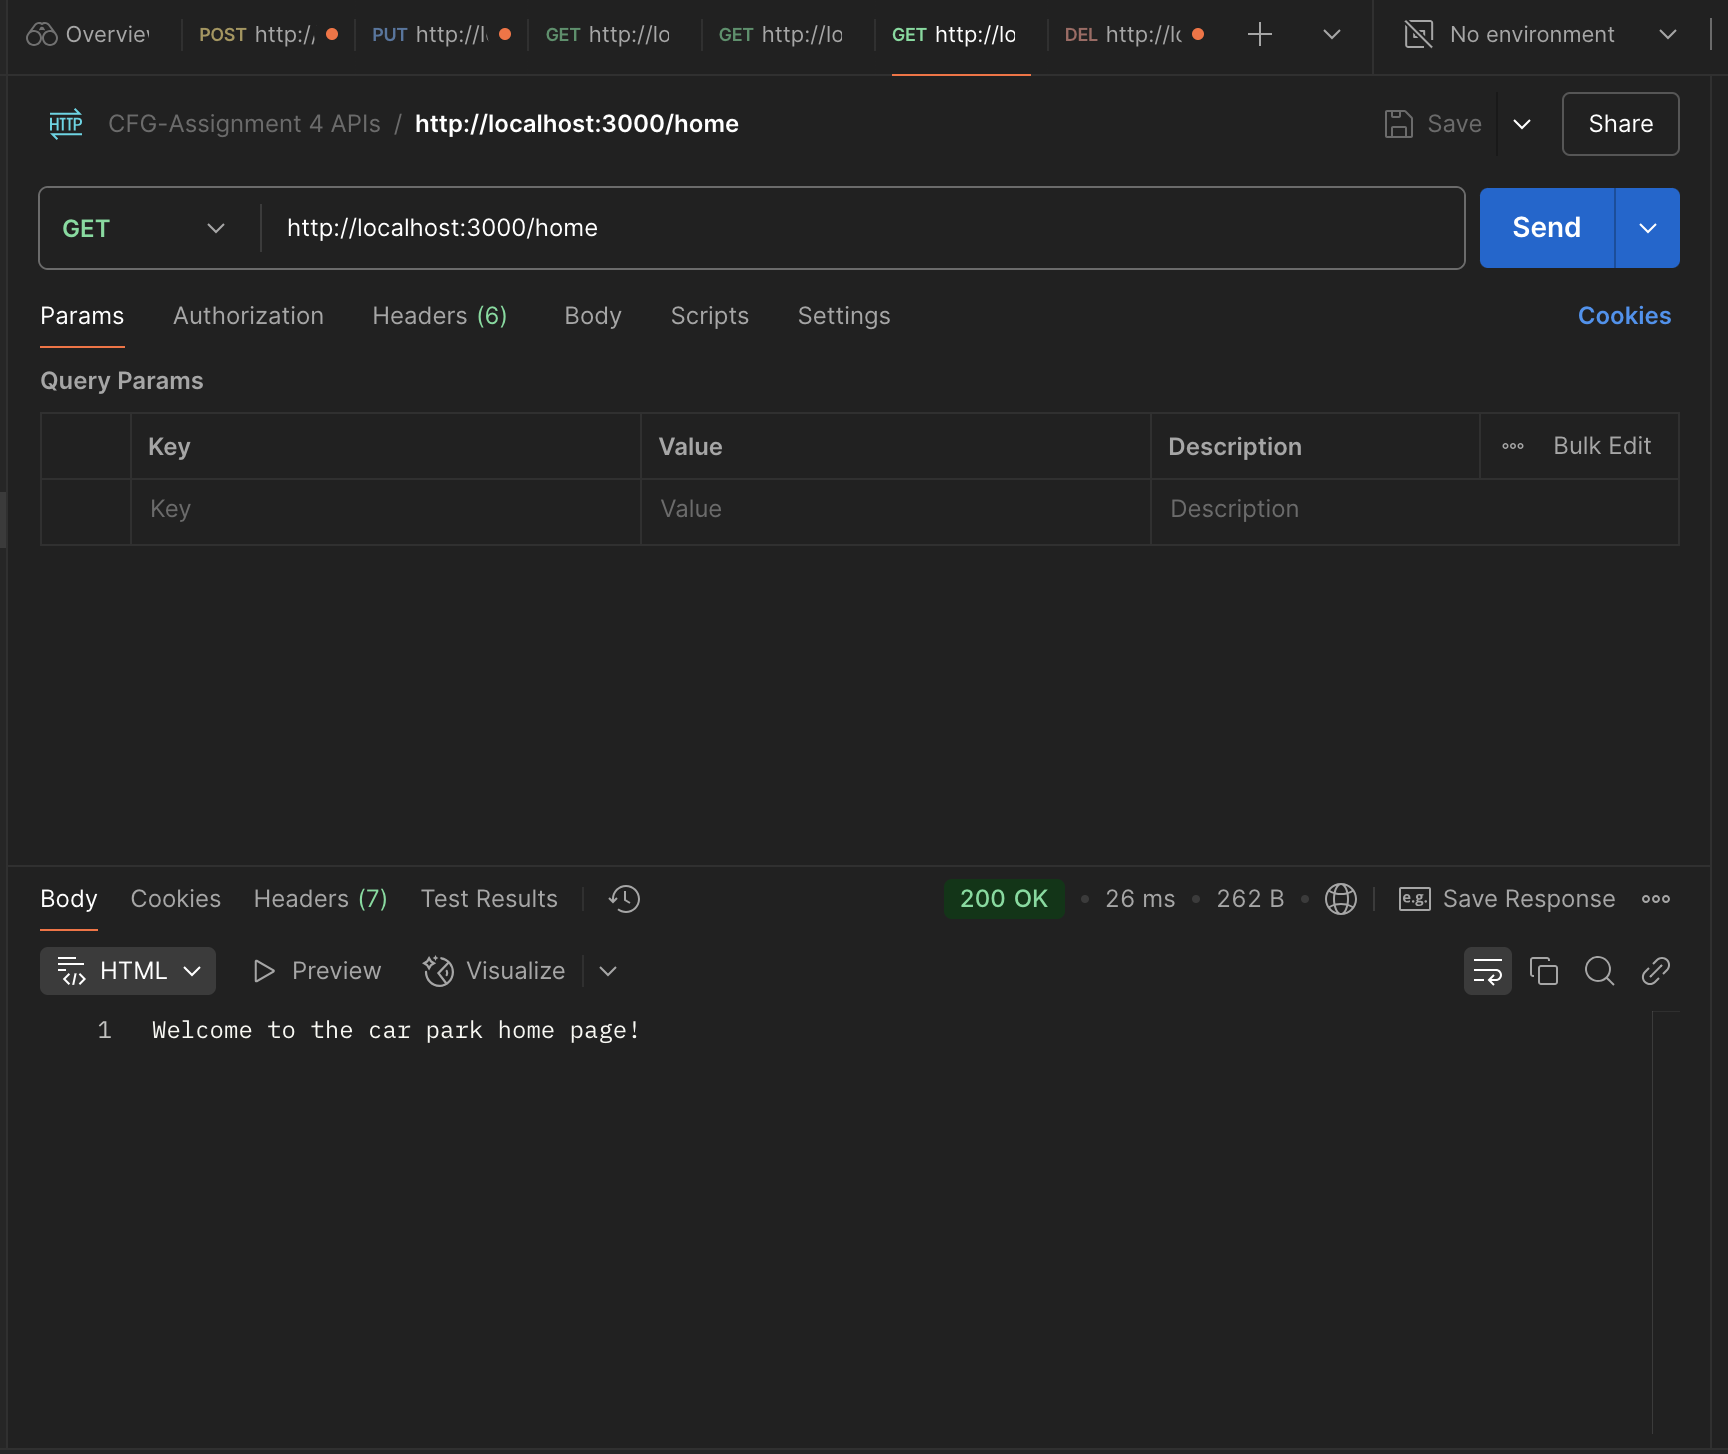 Overview POST http:/, PUT http://l GET http://lo GET http://lo GET http://lo DEL http://lo No environment
HTTP CFG-Assignment 4 APIs / http://localhost:3000/home Save Share
GET http://localhost:3000/home Send
Params Authorization Headers (6) Body Scripts Settings Cookies
Query Params
Key Value Description Bulk Edit
Key Value Description
Body Cookies Headers (7) Test Results 200 OK • 26 ms • 262 B • e.g. Save Response
HTML Preview Visualize
1 Welcome to the car park home page!